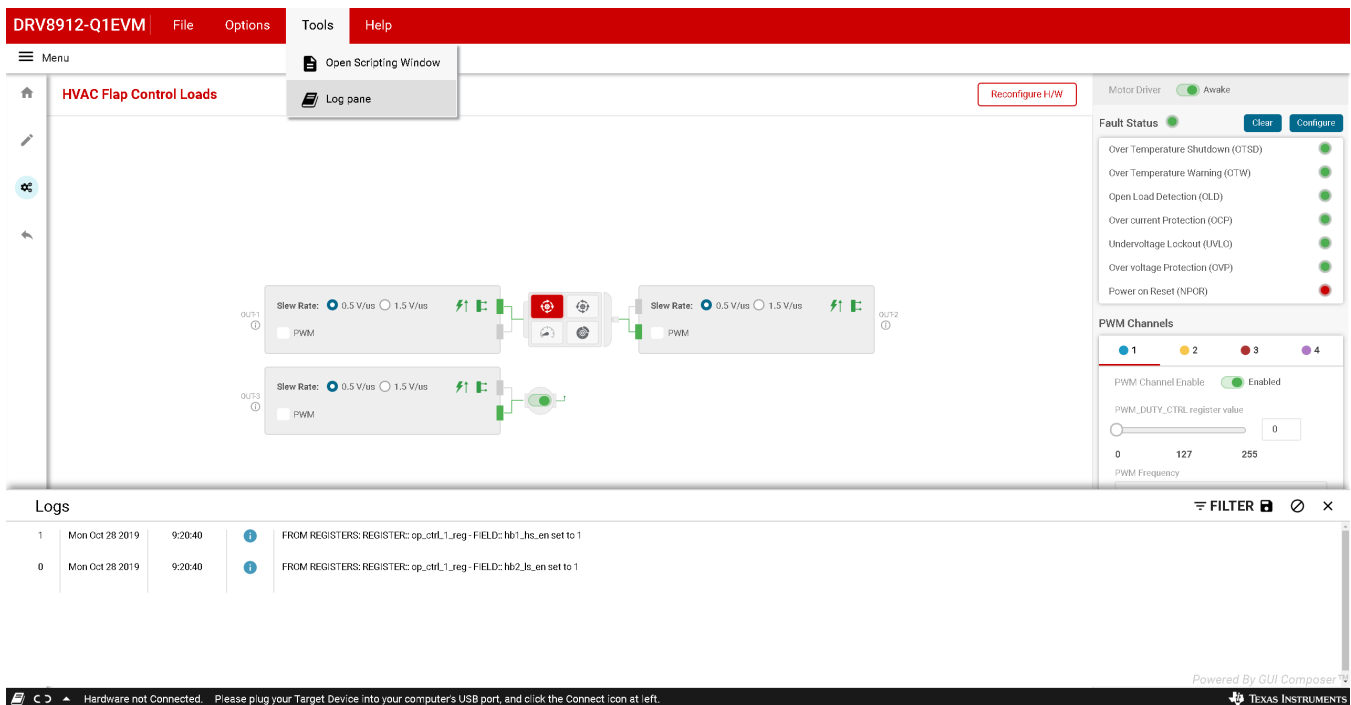 DRV8912-Q1EVM File Options Tools Help
Menu
Open Scripting Window
Log pane
HVAC Flap Control Loads
Reconfigure H/W
Motor Driver Awake
Fault Status Clear Configure
Over Temperature Shutdown (OTSD)
Over Temperature Warning (OTW)
Open Load Detection (OLD)
Over current Protection (OCP)
Undervoltage Lockout (UVLO)
Over voltage Protection (OVP)
Power on Reset (NPOR)
OUT-1
Slew Rate: 0.5 V/us 1.5 V/us
PWM
Slew Rate: 0.5 V/us 1.5 V/us
PWM
OUT-2
OUT-3
Slew Rate: 0.5 V/us 1.5 V/us
PWM
PWM Channels
1 2 3 4
PWM Channel Enable Enabled
PWM_DUTY_CTRL register value
0
0 127 255
PWM Frequency
Logs FILTER
1 Mon Oct 28 2019 9:20:40 FROM REGISTERS: REGISTER:: op_ctrl_1_reg - FIELD:: hb1_hs_en set to 1
0 Mon Oct 28 2019 9:20:40 FROM REGISTERS: REGISTER:: op_ctrl_1_reg - FIELD:: hb2_ls_en set to 1
Powered By GUI Composer™
Hardware not Connected. Please plug your Target Device into your computer's USB port, and click the Connect icon at left. TEXAS INSTRUMENTS